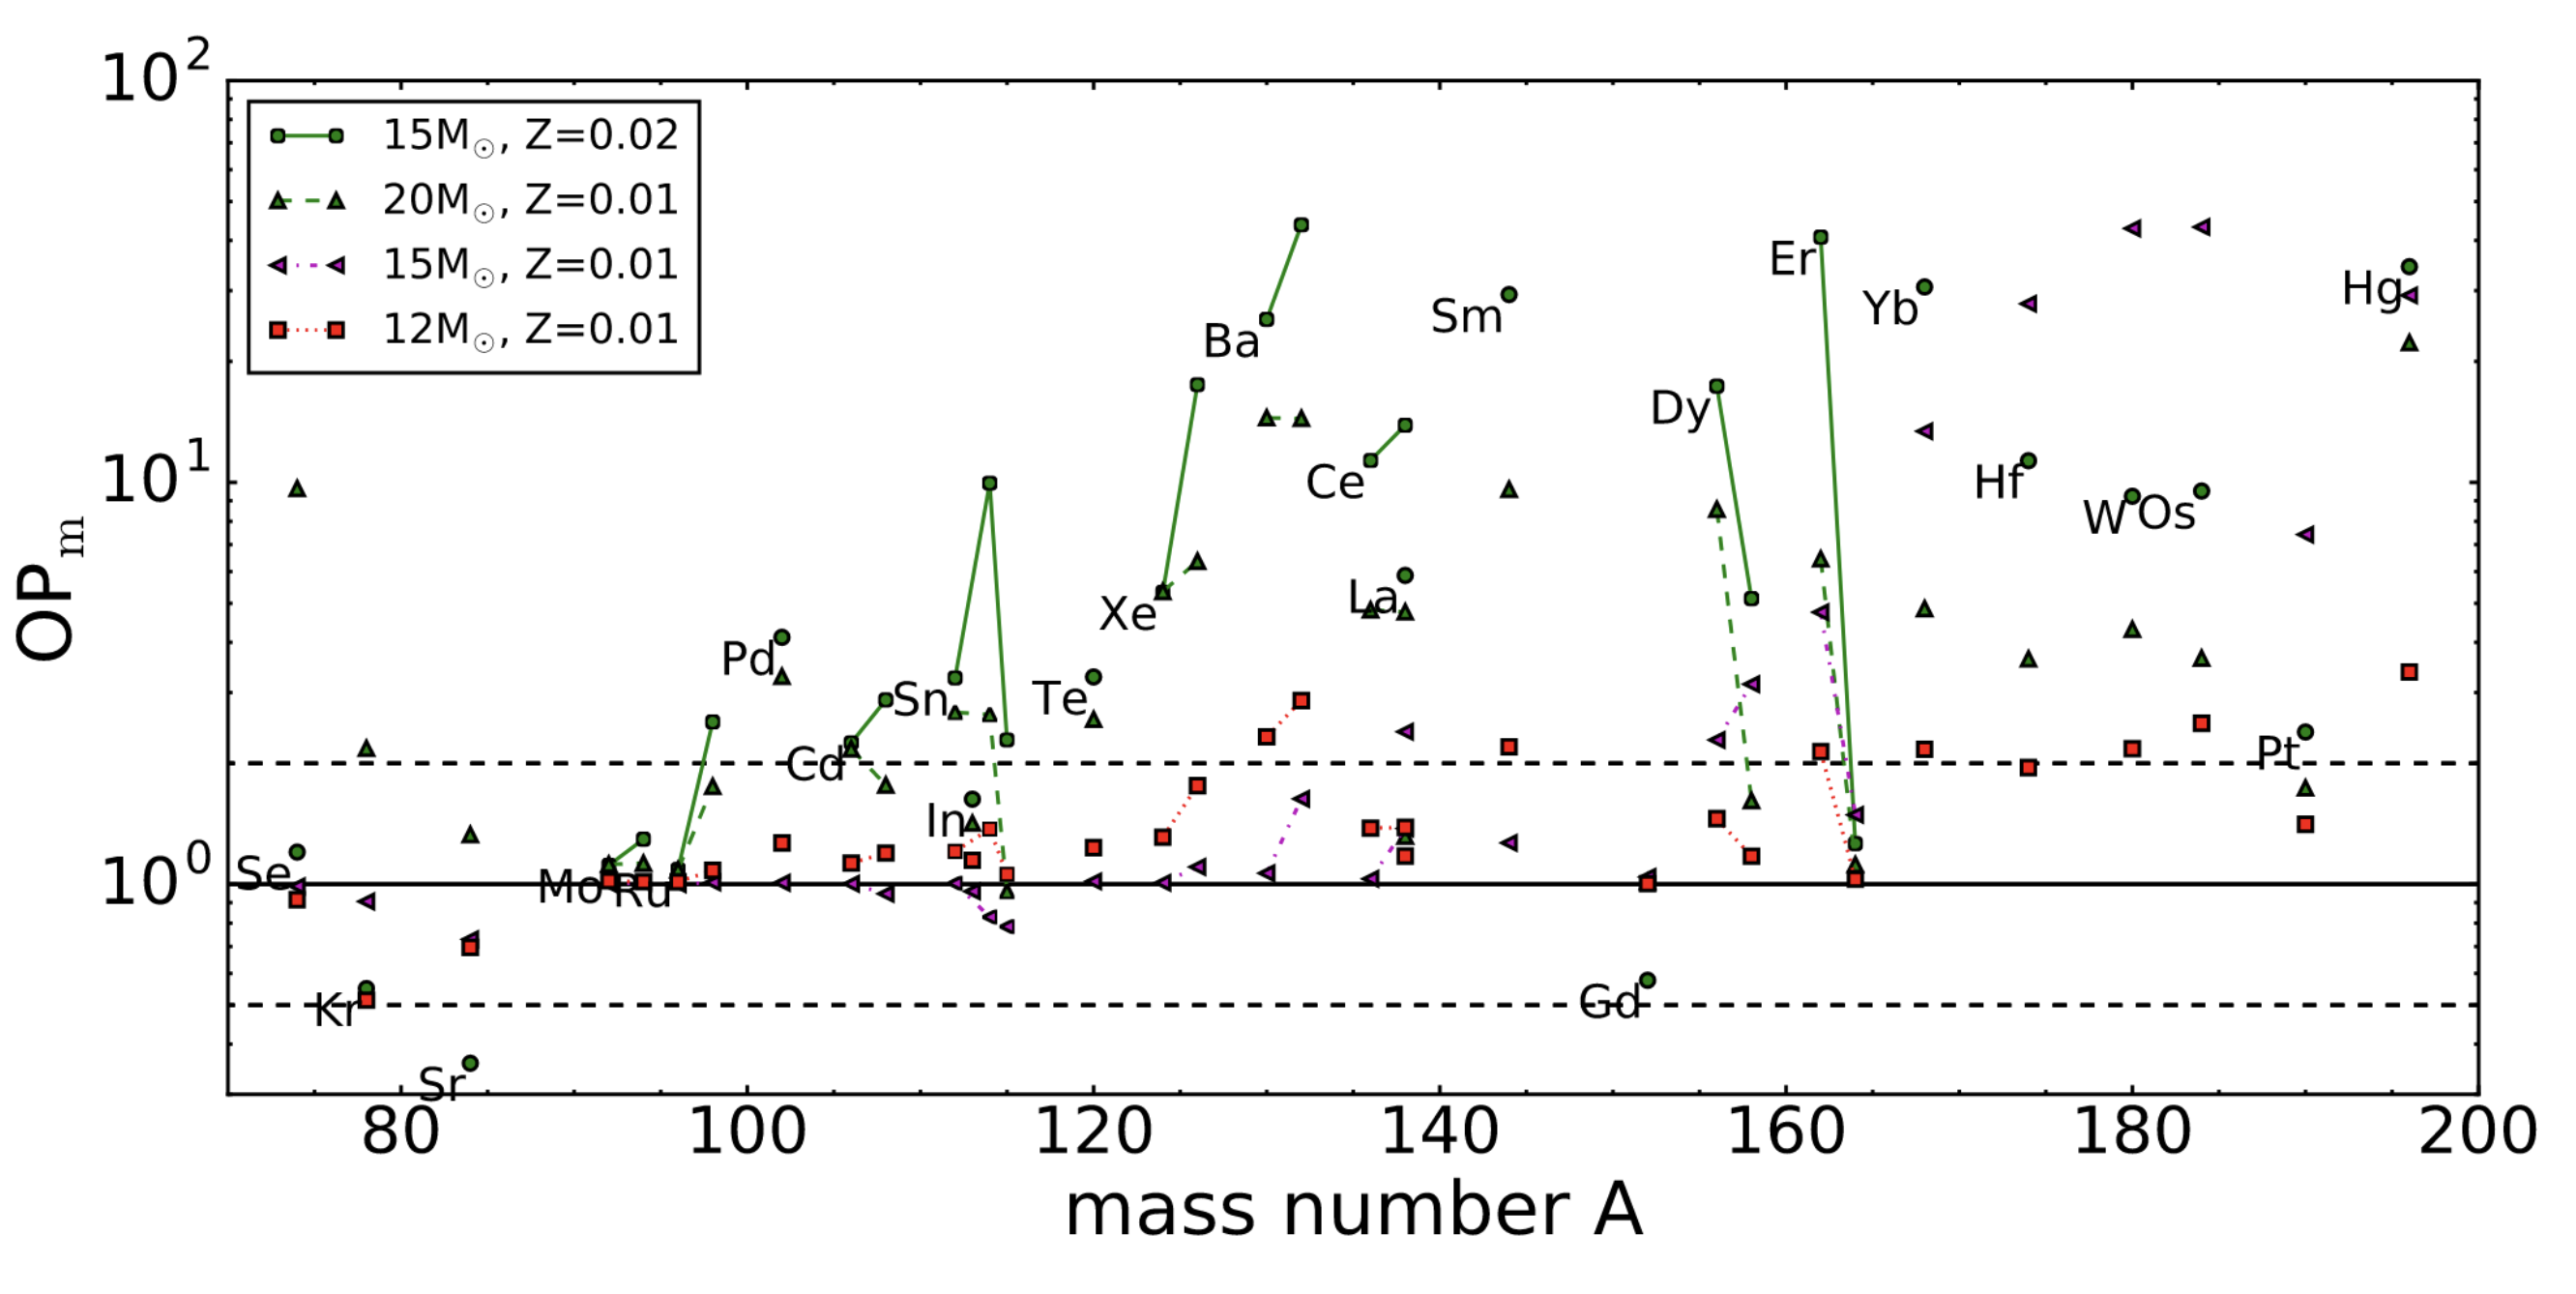 10²
15M☉, Z=0.02
20M☉, Z=0.01
15M☉, Z=0.01
12M☉, Z=0.01
Er
Yb
Hg
Ba
Sm
Dy
10¹
Ce
Hf
W
Os
OPₘ
Xe
La
Pd
Sn
Te
Cd
Pt
In
10⁰
Se
Mo
Ru
Kr
Gd
Sr
80
100
120
140
160
180
200
mass number A